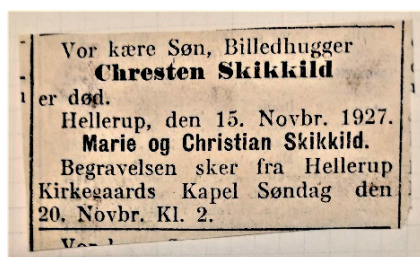 Vor kære Søn, Billedhugger
Chresten Skikkild
er død.
Hellerup, den 15. Novbr. 1927.
Marie og Christian Skikkild.
Begravelsen sker fra Hellerup
Kirkegaards Kapel Søndag den
20. Novbr. Kl. 2.